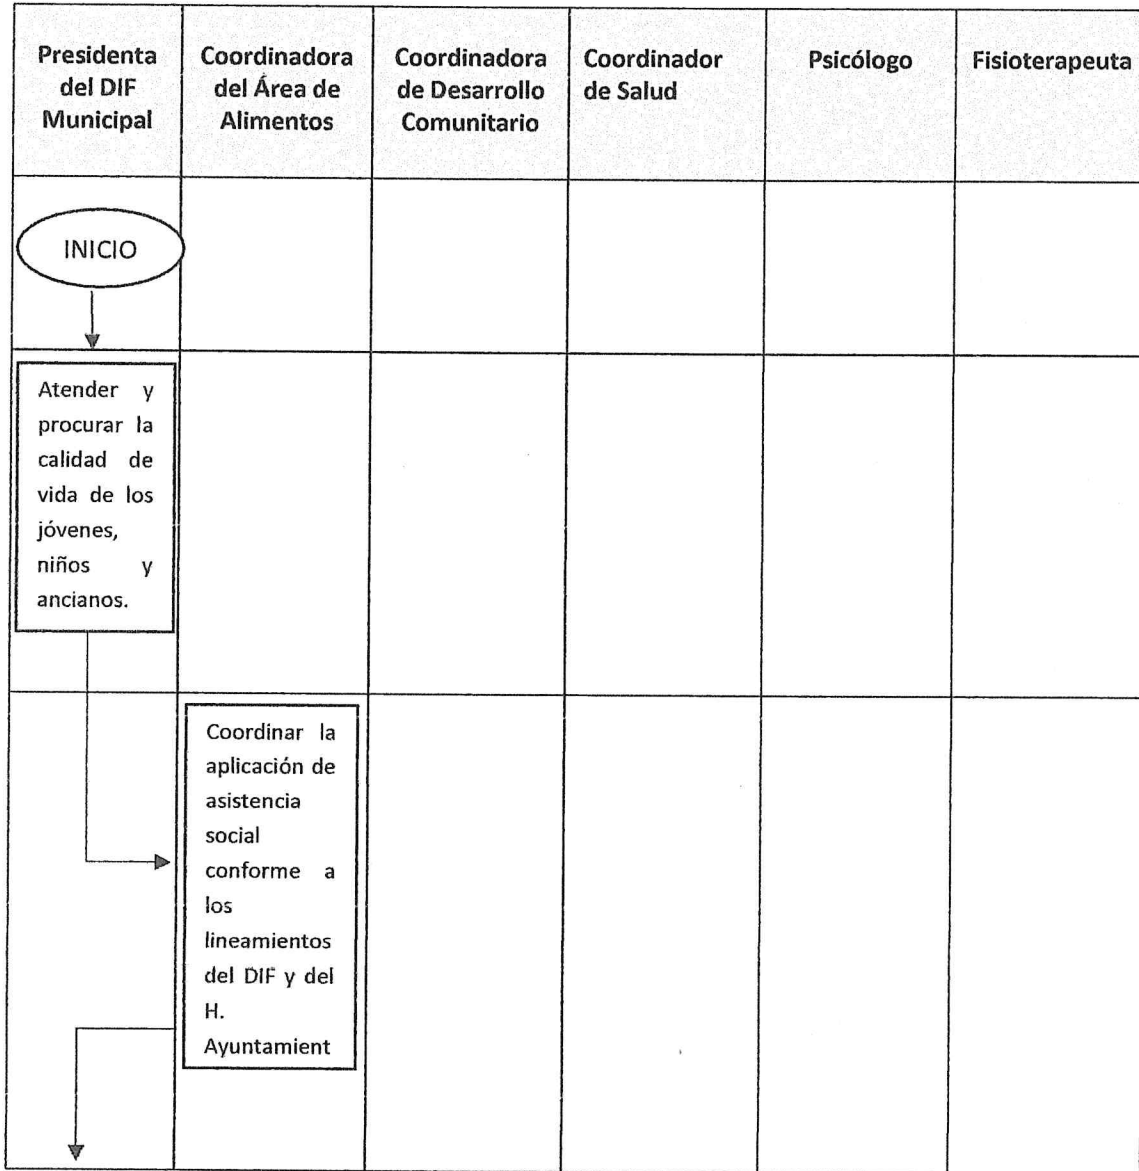 Presidenta
del DIF
Municipal
Coordinadora
del Área de
Alimentos
Coordinadora
de Desarrollo
Comunitario
Coordinador
de Salud
Psicólogo
Fisioterapeuta
INICIO
Atender y
procurar la
calidad de
vida de los
jóvenes,
niños y
ancianos.
Coordinar la
aplicación de
asistencia
social
conforme a
los
lineamientos
del DIF y del
H.
Ayuntamient